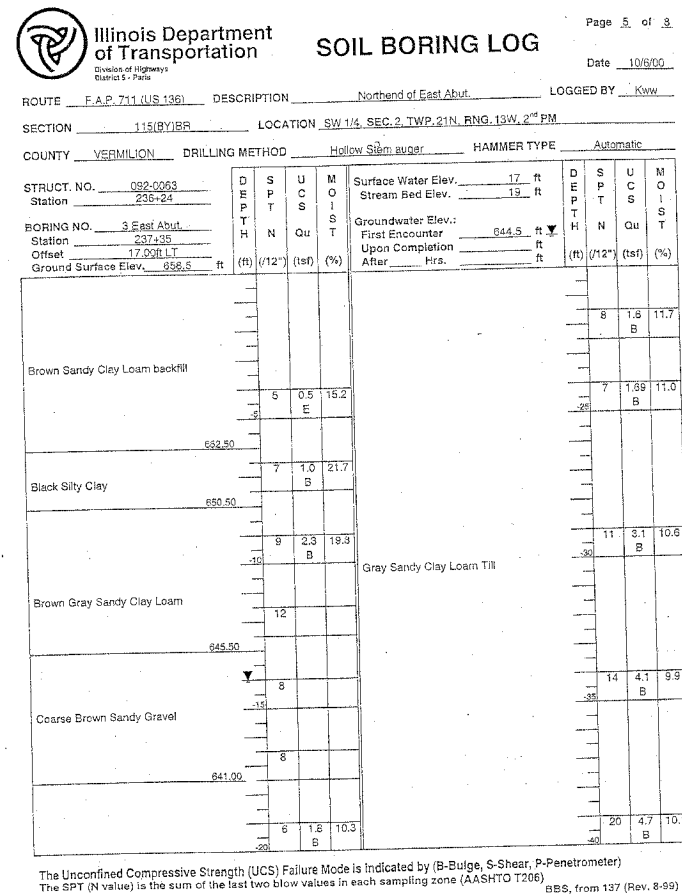 Illinois Department
of Transportation
Division of Highways
District 5 - Paris
SOIL BORING LOG
Page 5 of 8
Date 10/6/00
ROUTE F.A.P. 711 (US 136) DESCRIPTION Northend of East Abut. LOGGED BY Kww
SECTION 115(BY)BR LOCATION SW 1/4, SEC. 2, TWP. 21N, RNG. 13W, 2nd PM
COUNTY VERMILION DRILLING METHOD Hollow Stem auger HAMMER TYPE Automatic
STRUCT. NO. 092-0063
Station 236+24
BORING NO. 3 East Abut.
Station 237+35
Offset 17.00ft LT
Ground Surface Elev. 658.5 ft
DEPTH (ft)
SPT N (/12")
UCS Qu (tsf)
MOIST (%)
Surface Water Elev. 17 ft
Stream Bed Elev. 19 ft
Groundwater Elev.:
First Encounter 644.5 ft
Upon Completion ft
After Hrs. ft
DEPTH (ft)
SPT N (/12")
UCS Qu (tsf)
MOIST (%)
Brown Sandy Clay Loam backfill
5 0.5 15.2
-5 E
652.50
7 1.0 21.7
Black Silty Clay B
650.50
9 2.3 19.3
-10 B
Brown Gray Sandy Clay Loam
12
645.50
8
-15
Coarse Brown Sandy Gravel
8
641.00
6 1.8 10.3
-20 B
8 1.6 11.7
B
7 1.69 11.0
-25 B
11 3.1 10.6
-30 B
Gray Sandy Clay Loam Till
14 4.1 9.9
-35 B
20 4.7 10.
-40 B
The Unconfined Compressive Strength (UCS) Failure Mode is indicated by (B-Bulge, S-Shear, P-Penetrometer)
The SPT (N value) is the sum of the last two blow values in each sampling zone (AASHTO T206)
BBS, from 137 (Rev. 8-99)